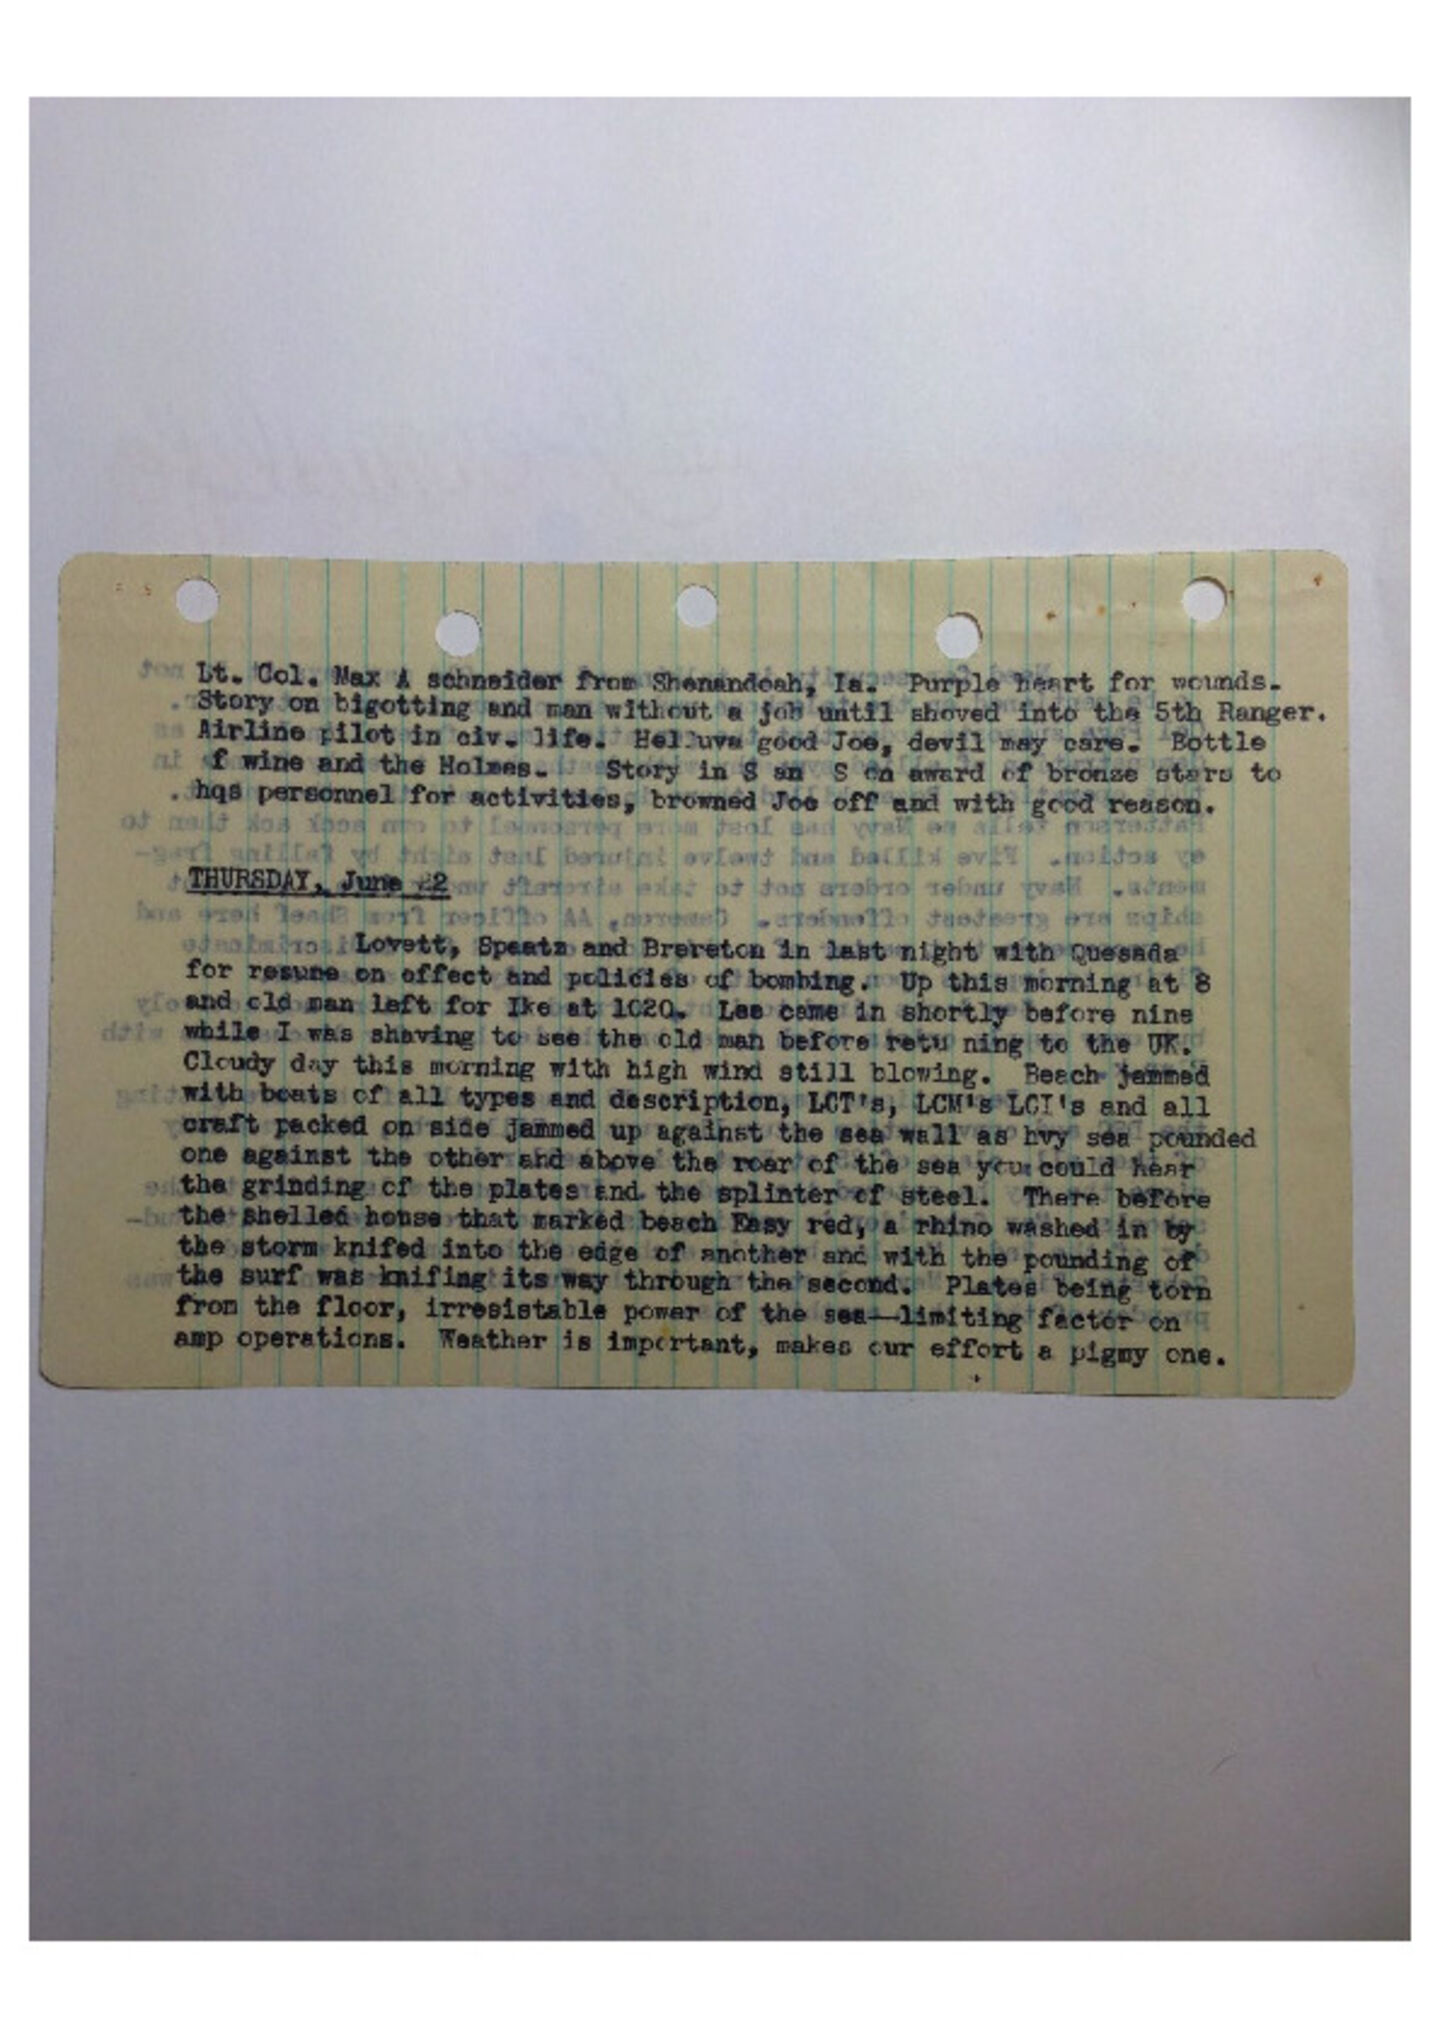 Lt. Col. Max A schneider from Shenandoah, Ia.  Purple heart for wounds.
Story on bigotting and man without a job until shoved into the 5th Ranger.
Airline pilot in civ. life.  Helluva good Joe, devil may care.  Bottle
f wine and the Holmes.    Story in S an  S on award of bronze stars to
hqs personnel for activities, browned Joe off and with good reason.
THURSDAY, June 22
Lovett, Spaatz and Brereton in last night with Quesada
for resume on effect and policies of bombing.  Up this morning at 8
and old man left for Ike at 1020.  Lee came in shortly before nine
while I was shaving to see the old man before retu ning to the UK.
Cloudy day this morning with high wind still blowing.  Beach jammed
with boats of all types and description, LCT's, LCM's LCI's and all
craft packed on side jammed up against the sea wall as hvy sea pounded
one against the other and above the roar of the sea you could hear
the grinding of the plates and the splinter of steel.  There before
the shelled house that marked beach Easy red, a rhino washed in by
the storm knifed into the edge of another and with the pounding of
the surf was knifing its way through the second.  Plates being torn
from the floor, irresistable power of the sea—limiting factor on
amp operations.  Weather is important, makes our effort a pigmy one.